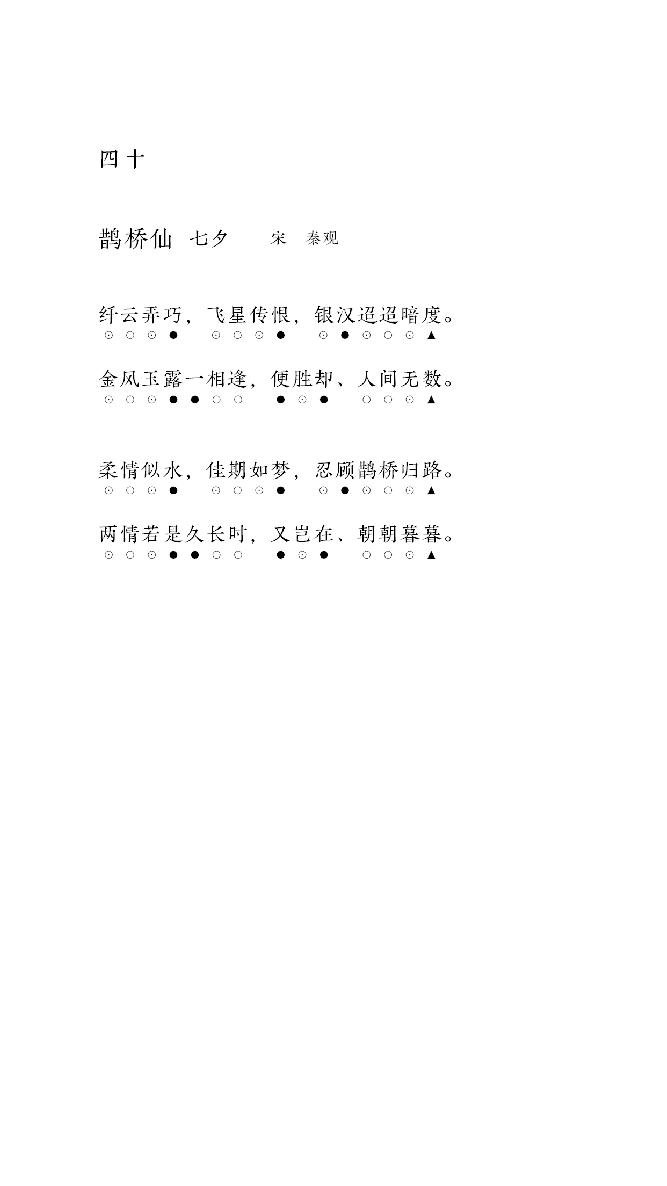 四十
鹊桥仙 七夕 宋 秦观
纤云弄巧，飞星传恨，银汉迢迢暗度。
⊙○⊙● ⊙○⊙● ⊙●⊙○⊙▲
金风玉露一相逢，便胜却、人间无数。
⊙○⊙●●○○ ●⊙● ○○⊙▲
柔情似水，佳期如梦，忍顾鹊桥归路。
⊙○⊙● ⊙○⊙● ⊙●⊙○⊙▲
两情若是久长时，又岂在、朝朝暮暮。
⊙○⊙●●○○ ●⊙● ○○⊙▲